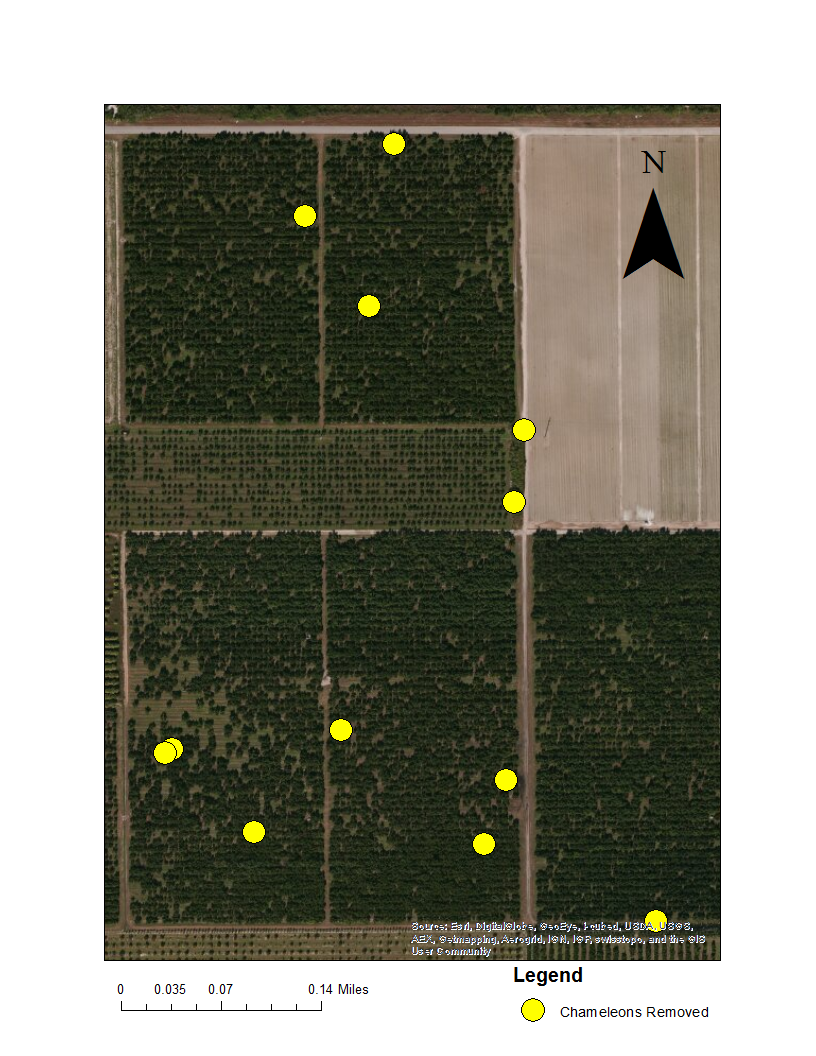 N
Source: Esri, DigitalGlobe, GeoEye, i-cubed, USDA, USGS,
AEX, Getmapping, Aerogrid, IGN, IGP, swisstopo, and the GIS
User Community
Legend
0 0.035 0.07 0.14 Miles
Chameleons Removed